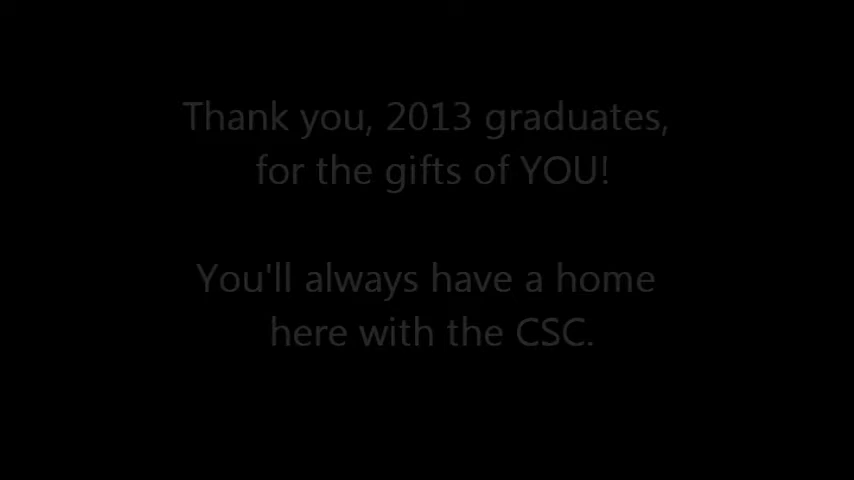 Thank you, 2013 graduates,
for the gifts of YOU!
You'll always have a home
here with the CSC.